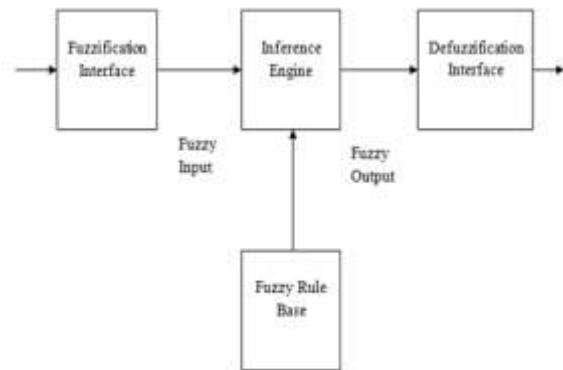 Fuzzification
Interface
Inference
Engine
Defuzzification
Interface
Fuzzy
Input
Fuzzy
Output
Fuzzy Rule
Base